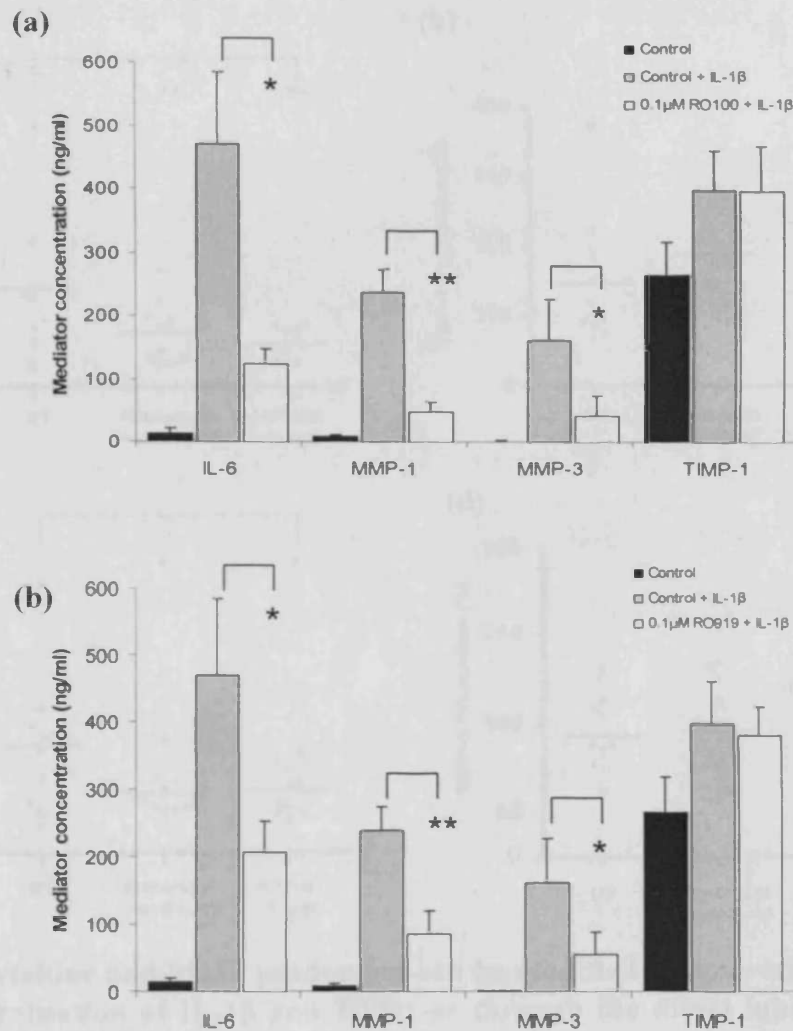 (a)
Mediator concentration (ng/ml)
600
500
400
300
200
100
0
Control
Control + IL-1β
0.1µM RO100 + IL-1β
*
**
*
IL-6 MMP-1 MMP-3 TIMP-1
(b)
Mediator concentration (ng/ml)
600
500
400
300
200
100
0
Control
Control + IL-1β
0.1µM RO919 + IL-1β
*
**
*
IL-6 MMP-1 MMP-3 TIMP-1